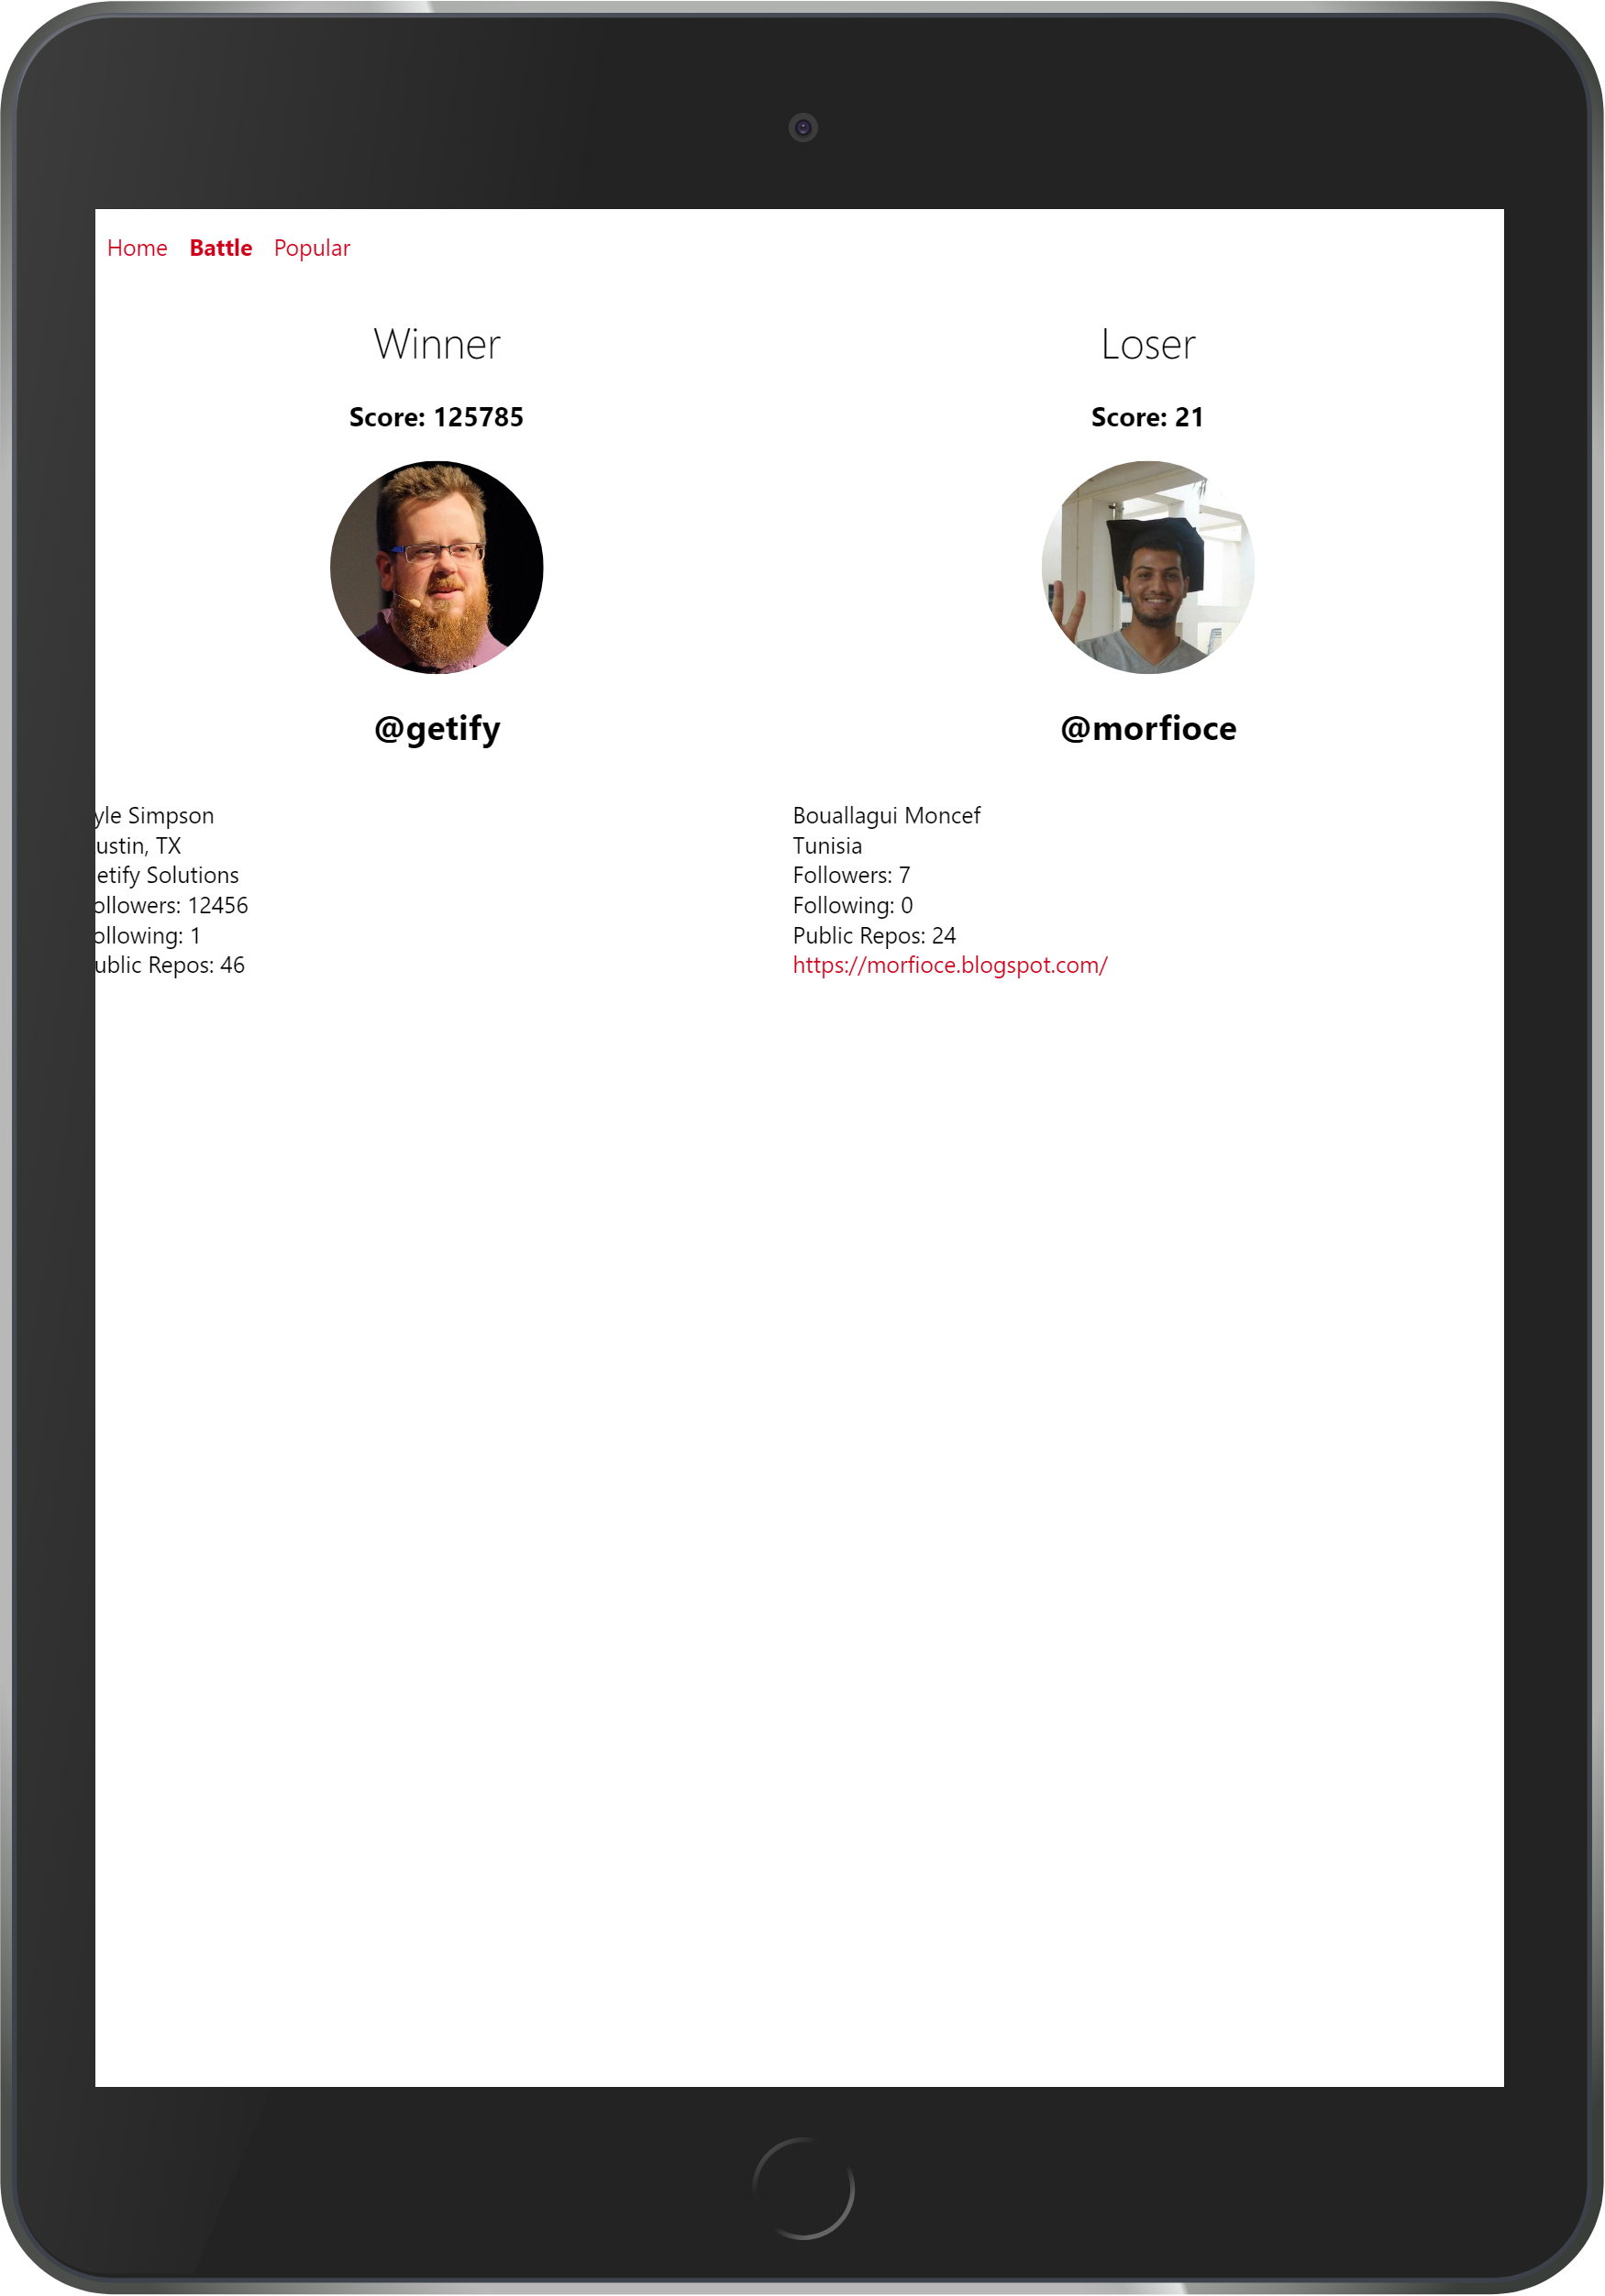 Home Battle Popular
Winner
Score: 125785
@getify
yle Simpson
ustin, TX
etify Solutions
ollowers: 12456
ollowing: 1
ublic Repos: 46
Loser
Score: 21
@morfioce
Bouallagui Moncef
Tunisia
Followers: 7
Following: 0
Public Repos: 24
https://morfioce.blogspot.com/